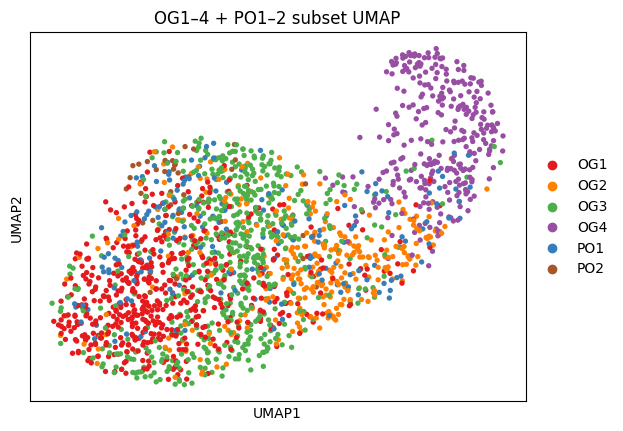 OG1–4 + PO1–2 subset UMAP
UMAP2
OG1
OG2
OG3
OG4
PO1
PO2
UMAP1